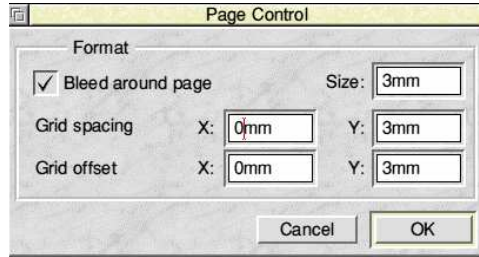 Page Control
Format
Bleed around page Size: 3mm
Grid spacing X: 0mm Y: 3mm
Grid offset X: 0mm Y: 3mm
Cancel OK